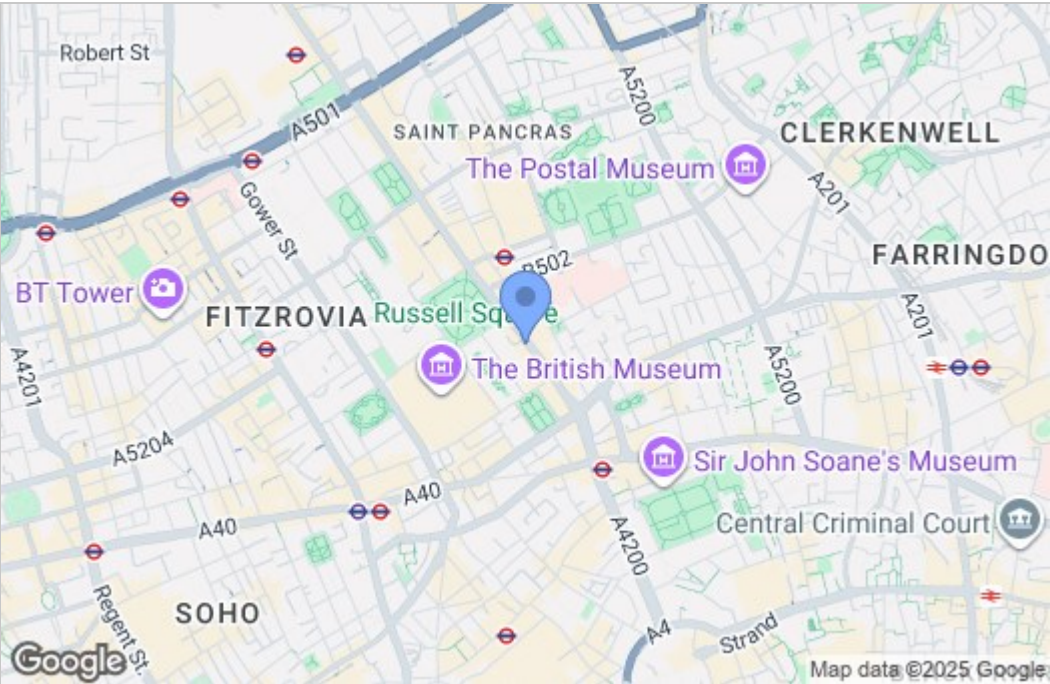 Robert St
A501
SAINT PANCRAS
A5200
CLERKENWELL
The Postal Museum
A201
Gower St
FARRINGDO
B502
BT Tower
FITZROVIA
Russell Square
A201
A4201
The British Museum
A5200
A5204
Sir John Soane's Museum
A40
A40
Central Criminal Court
A4200
Regent St.
SOHO
A4
Strand
Google
Map data ©2025 Google